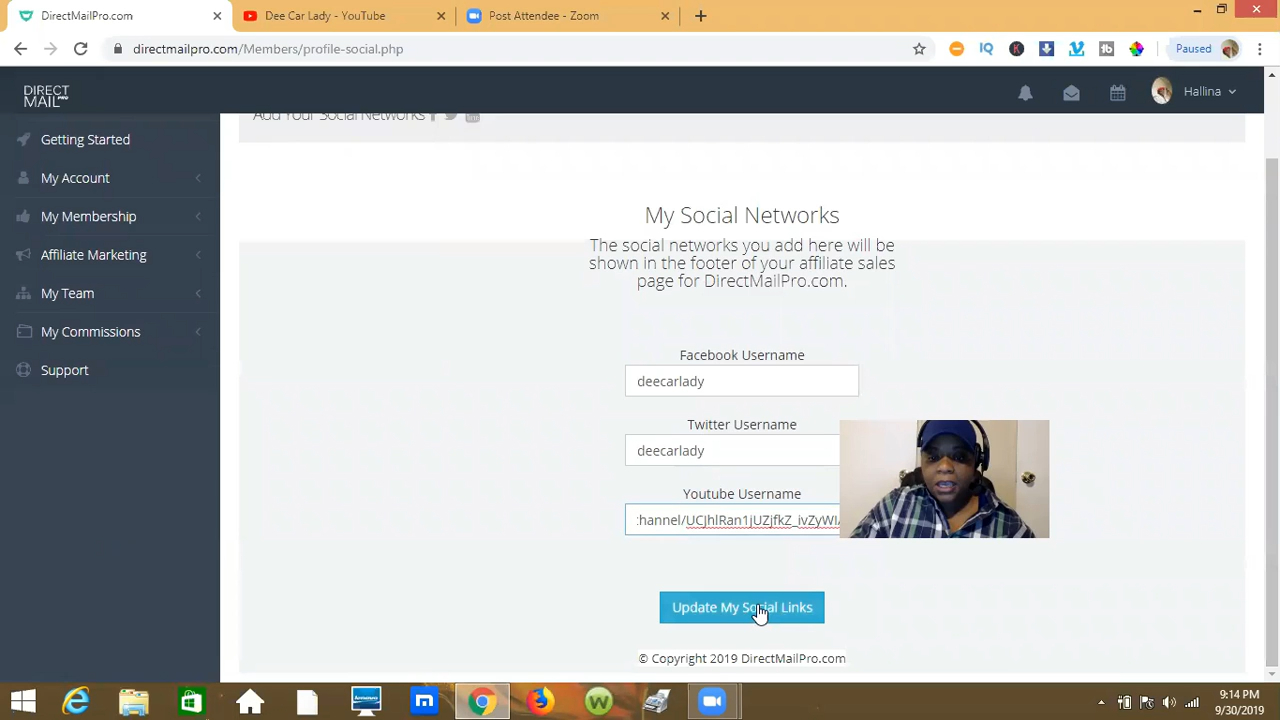 DirectMailPro.com
Dee Car Lady - YouTube
Post Attendee - Zoom
directmailpro.com/Members/profile-social.php
IQ
K
tb
Paused
DIRECT
MAIL PRO
Hallina
Add Your Social Networks
Getting Started
My Account
My Membership
Affiliate Marketing
My Team
My Commissions
Support
My Social Networks
The social networks you add here will be
shown in the footer of your affiliate sales
page for DirectMailPro.com.
Facebook Username
deecarlady
Twitter Username
deecarlady
Youtube Username
Update My Social Links
© Copyright 2019 DirectMailPro.com
9:14 PM
9/30/2019